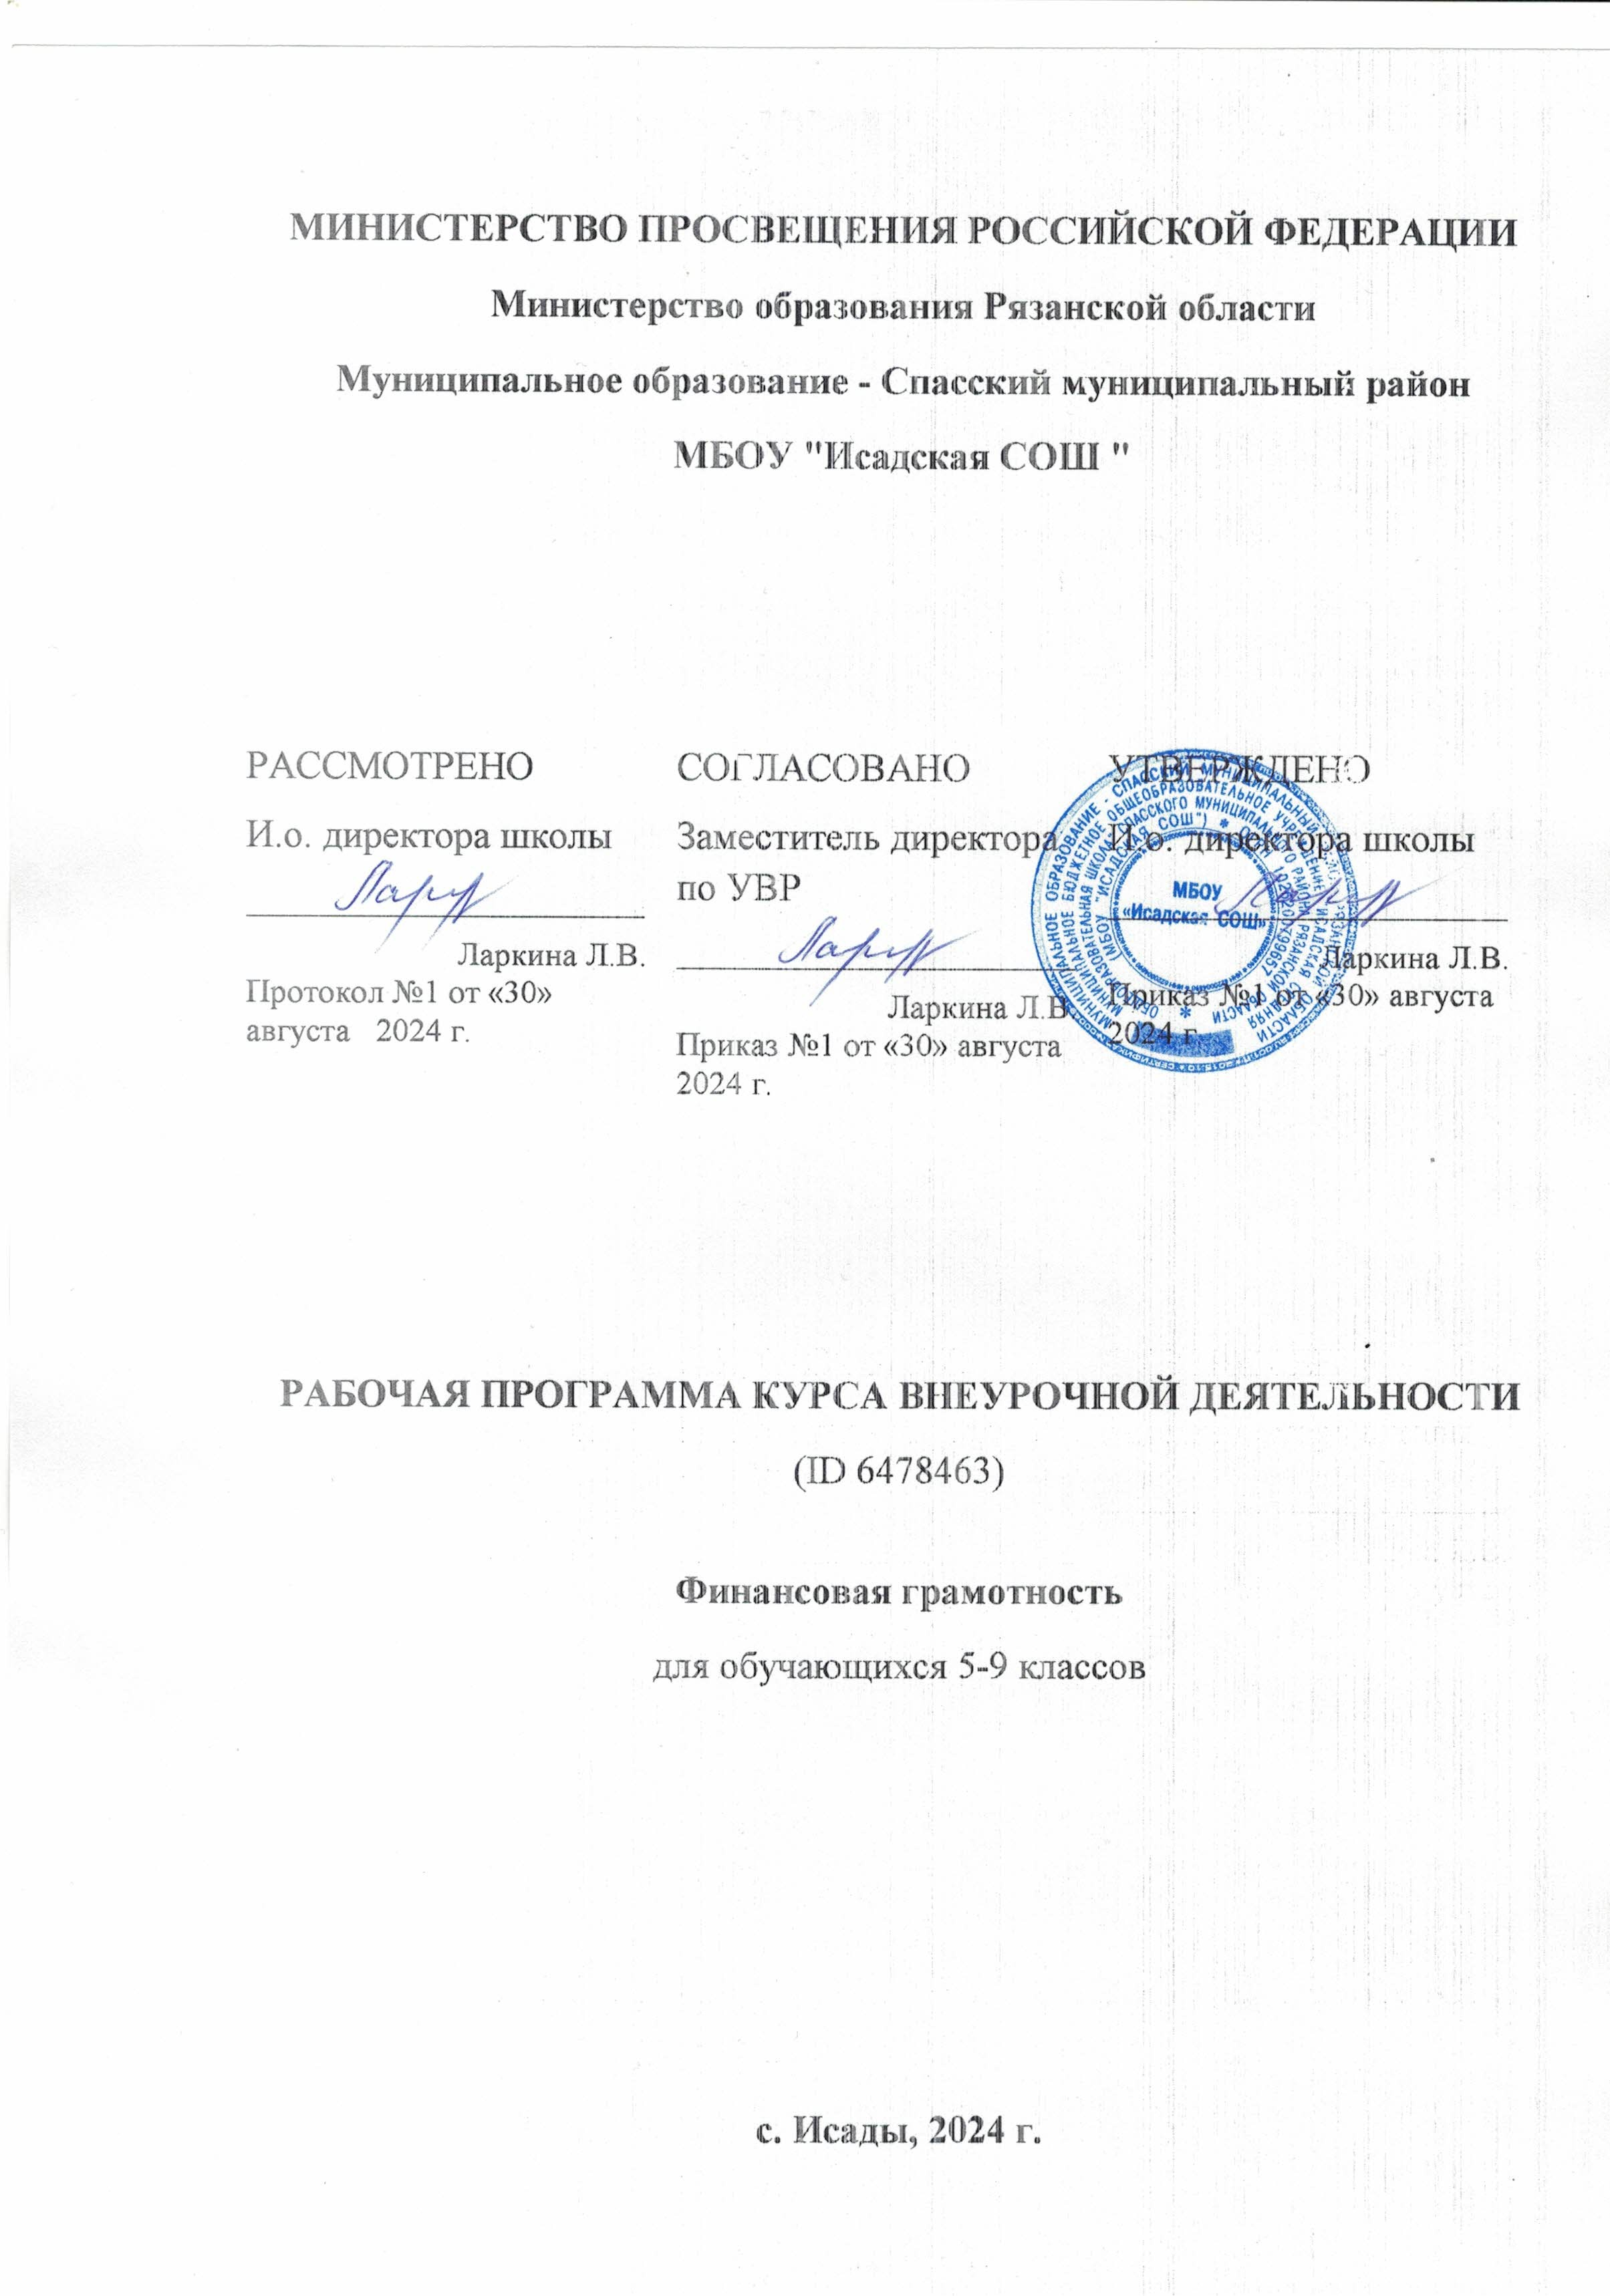 МИНИСТЕРСТВО ПРОСВЕЩЕНИЯ РОССИЙСКОЙ ФЕДЕРАЦИИ
Министерство образования Рязанской области
Муниципальное образование - Спасский муниципальный район
МБОУ "Исадская СОШ "
РАССМОТРЕНО
И.о. директора школы
Ларкина Л.В.
Протокол №1 от «30»
августа 2024 г.
СОГЛАСОВАНО
Заместитель директора
по УВР
Ларкина Л.В.
Приказ №1 от «30» августа
2024 г.
УТВЕРЖДЕНО
И.о. директора школы
Ларкина Л.В.
Приказ №1 от «30» августа
2024 г.
МБОУ
«Исадская СОШ»
РАБОЧАЯ ПРОГРАММА КУРСА ВНЕУРОЧНОЙ ДЕЯТЕЛЬНОСТИ
(ID 6478463)
Финансовая грамотность
для обучающихся 5-9 классов
с. Исады, 2024 г.